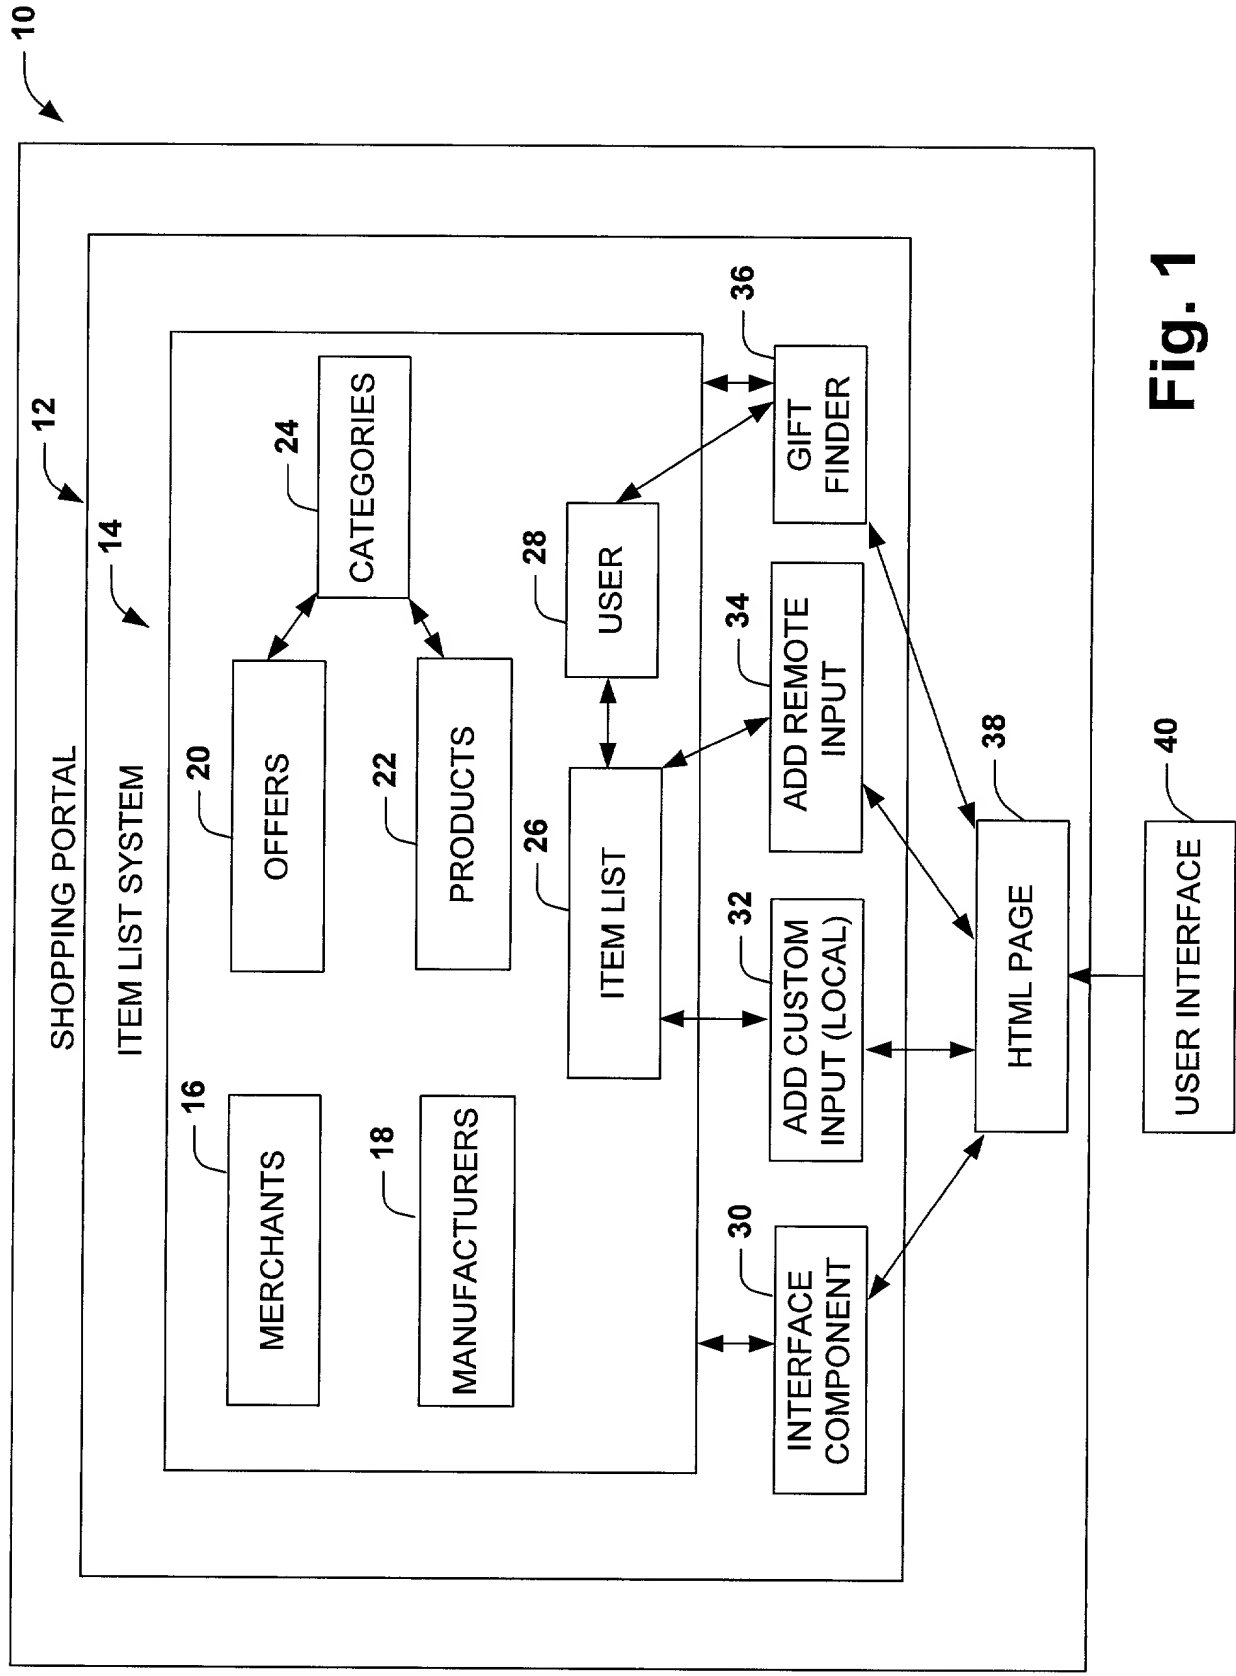 10
SHOPPING PORTAL
12
ITEM LIST SYSTEM
14
MERCHANTS
16
OFFERS
20
CATEGORIES
24
MANUFACTURERS
18
PRODUCTS
22
ITEM LIST
26
USER
28
INTERFACE
COMPONENT
30
ADD CUSTOM
INPUT (LOCAL)
32
ADD REMOTE
INPUT
34
GIFT
FINDER
36
HTML PAGE
38
USER INTERFACE
40
Fig. 1